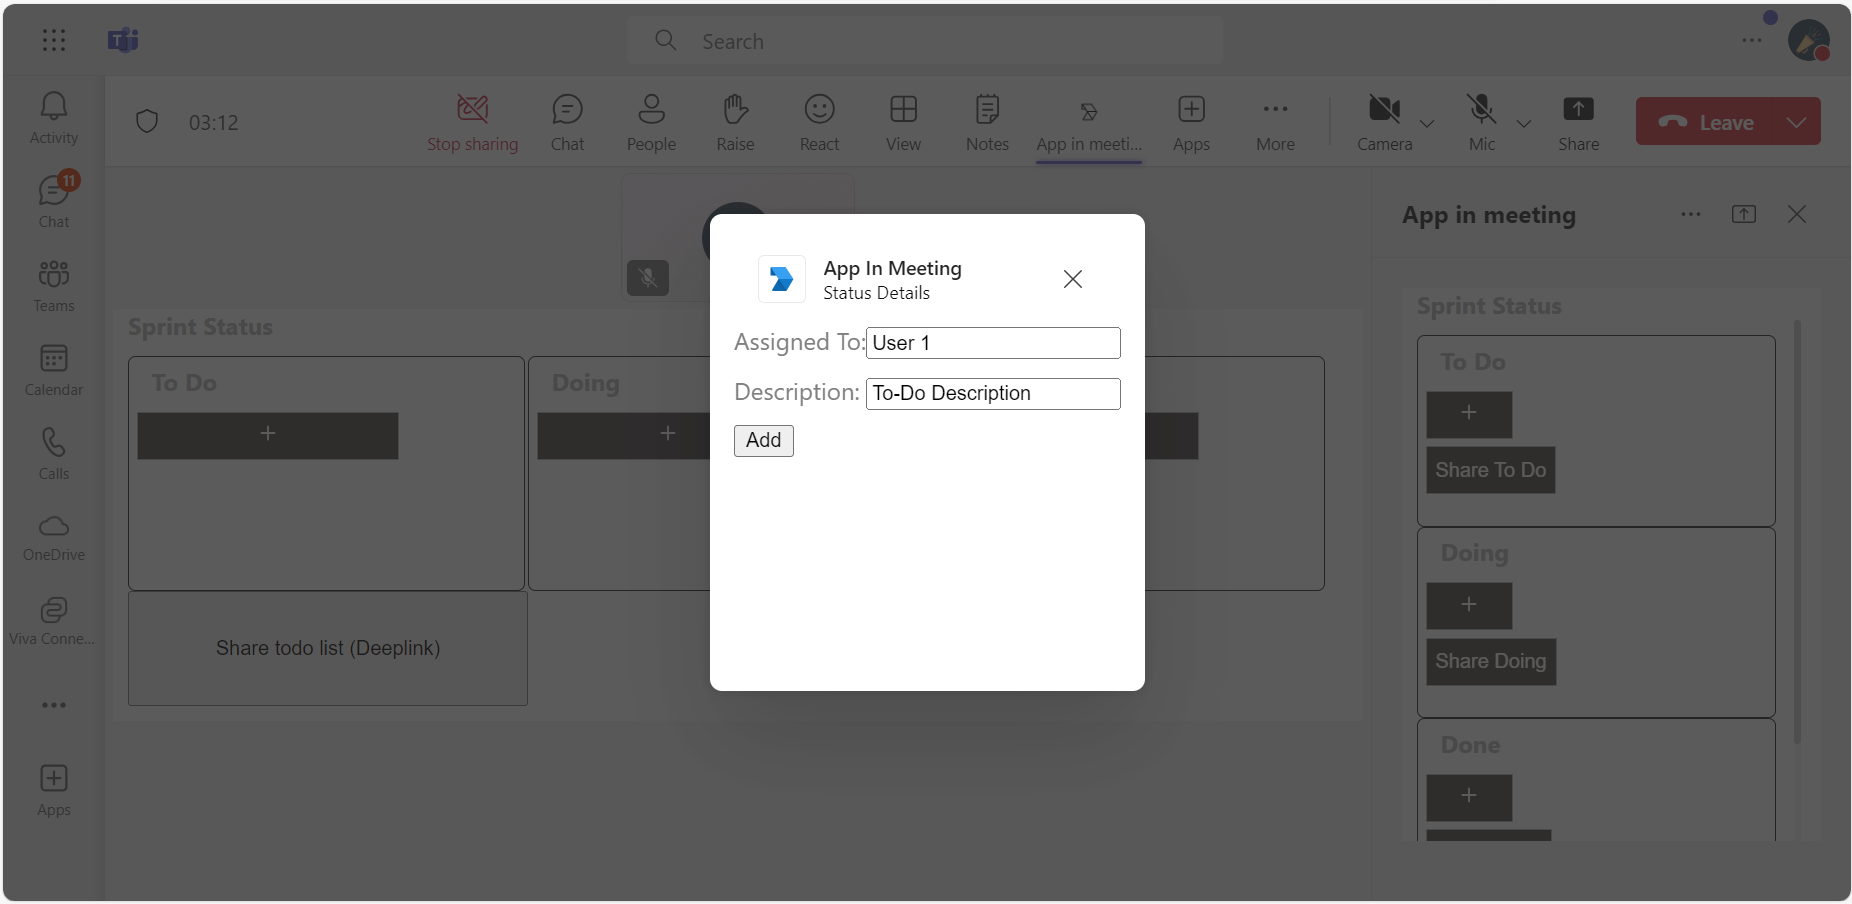 Search
Activity
11
Chat
Teams
Calendar
Calls
OneDrive
Viva Conne...
Apps
03:12
Stop sharing
Chat
People
Raise
React
View
Notes
App in meeti...
Apps
More
Camera
Mic
Share
Leave
Sprint Status
To Do
+
Doing
+
Share todo list (Deeplink)
App In Meeting
Status Details
Assigned To: User 1
Description: To-Do Description
Add
App in meeting
Sprint Status
To Do
+
Share To Do
Doing
+
Share Doing
Done
+